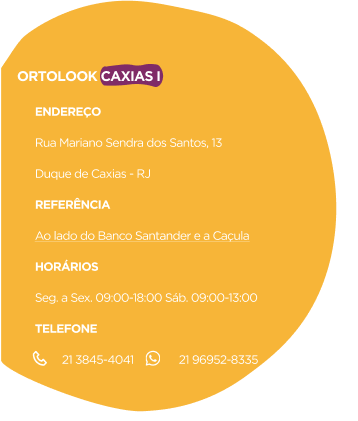 ORTOLOOK CAXIAS I
ENDEREÇO
Rua Mariano Sendra dos Santos, 13
Duque de Caxias - RJ
REFERÊNCIA
Ao lado do Banco Santander e a Caçula
HORÁRIOS
Seg. a Sex. 09:00-18:00 Sáb. 09:00-13:00
TELEFONE
21 3845-4041 21 96952-8335